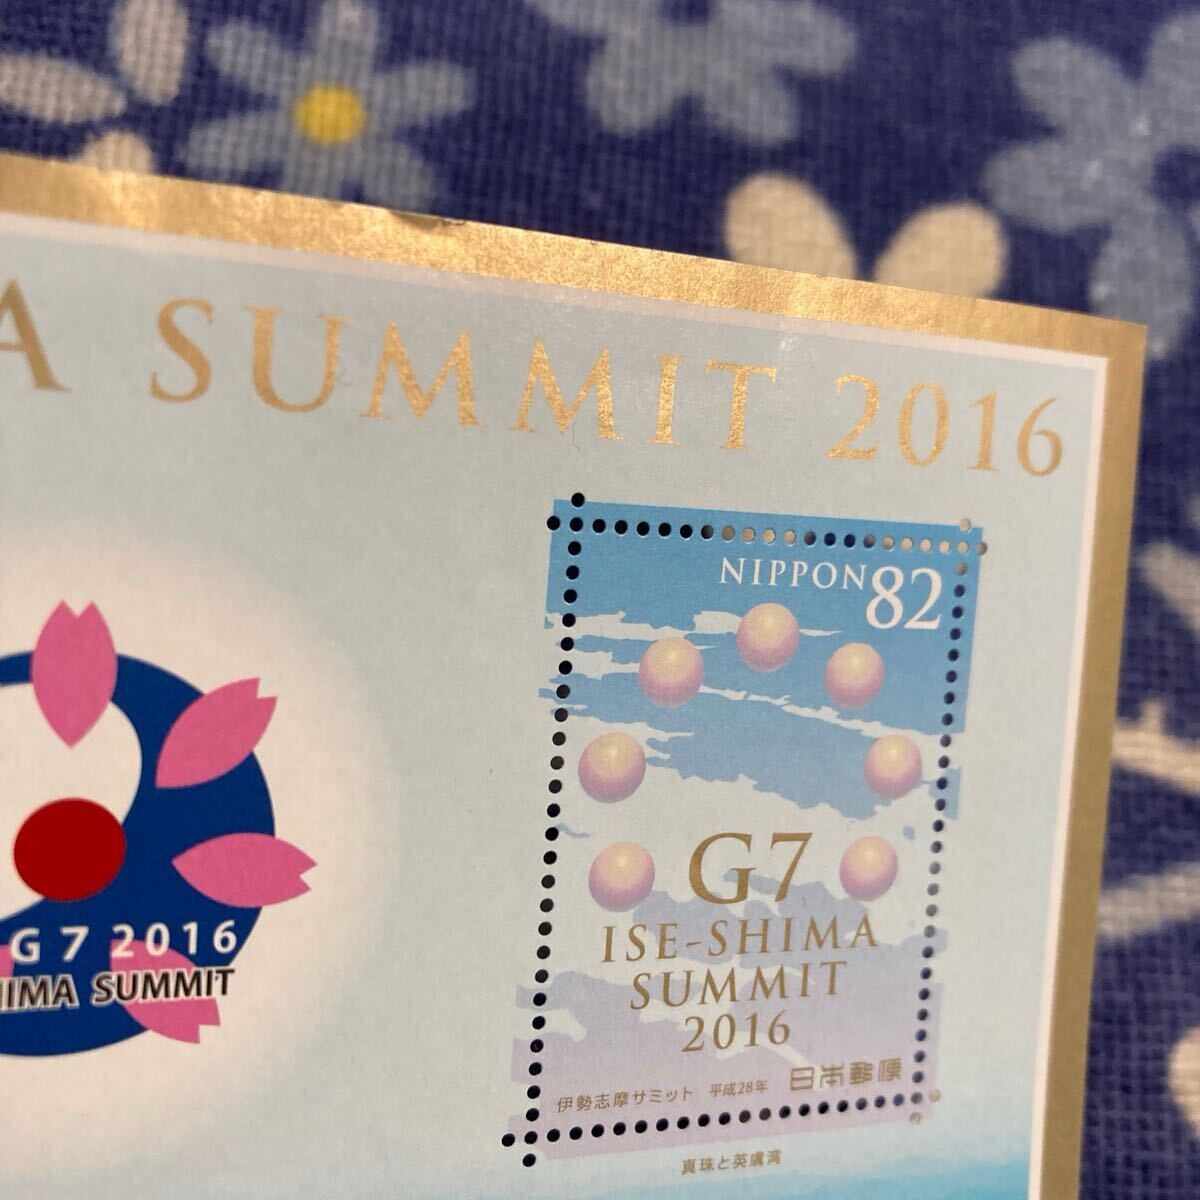 A SUMMIT 2016
NIPPON 82
G7
ISE-SHIMA
SUMMIT
2016
伊勢志摩サミット 平成28年 日本郵便
真珠と英虞湾
G7 2016
HIMA SUMMIT